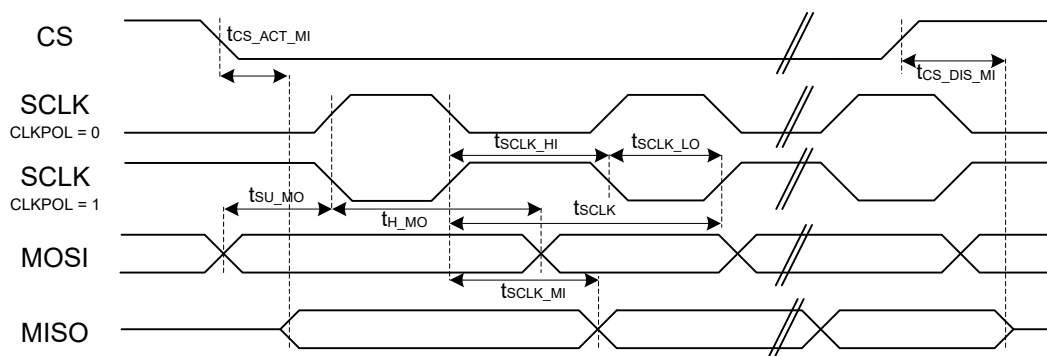 CS
tCS_ACT_MI
tCS_DIS_MI
SCLK
CLKPOL = 0
tSCLK_HI
tSCLK_LO
SCLK
CLKPOL = 1
tSU_MO
tH_MO
tSCLK
MOSI
tSCLK_MI
MISO